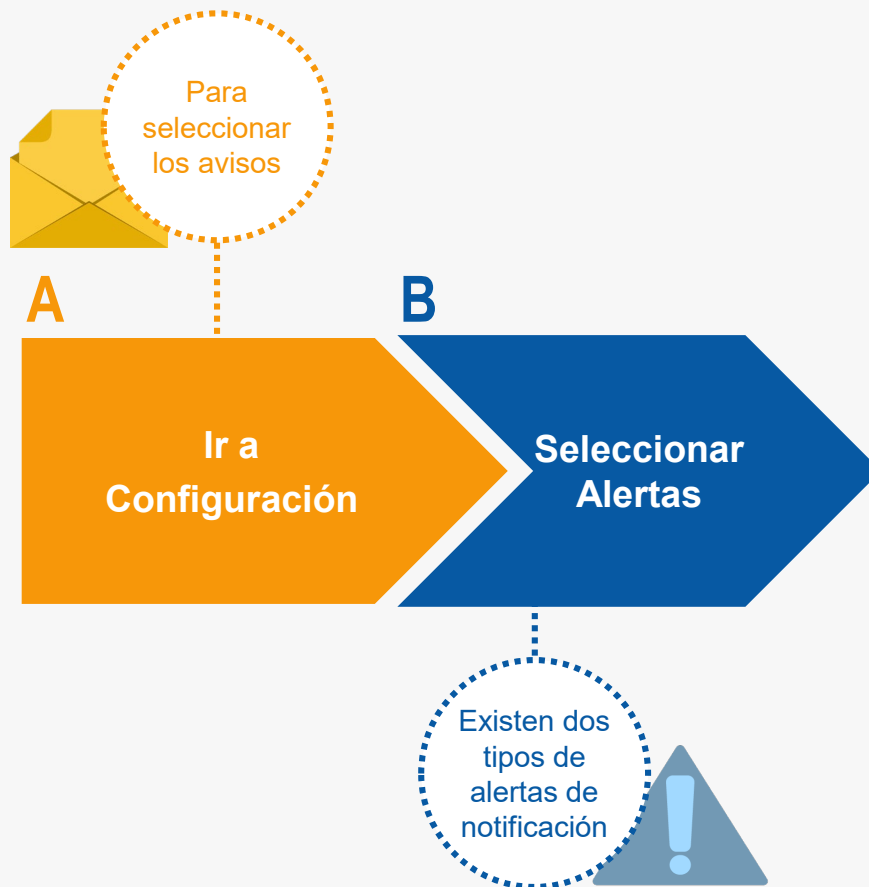 Para
seleccionar
los avisos
A
B
Ir a
Configuración
Seleccionar
Alertas
Existen dos
tipos de
alertas de
notificación